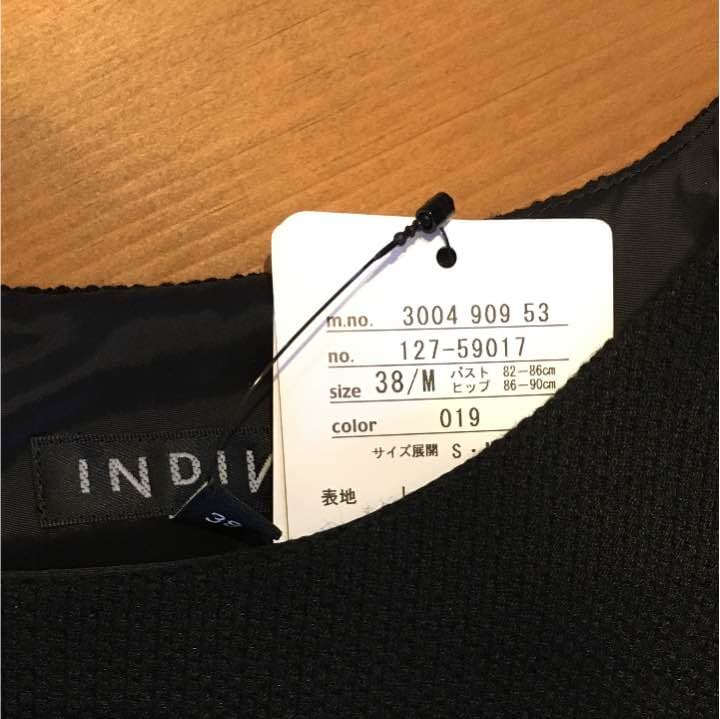 m.no. 3004 909 53
no. 127-59017
size 38/M バスト 82－86cm
ヒップ 86－90cm
color 019
サイズ展開 S・
表地
INDIV
38